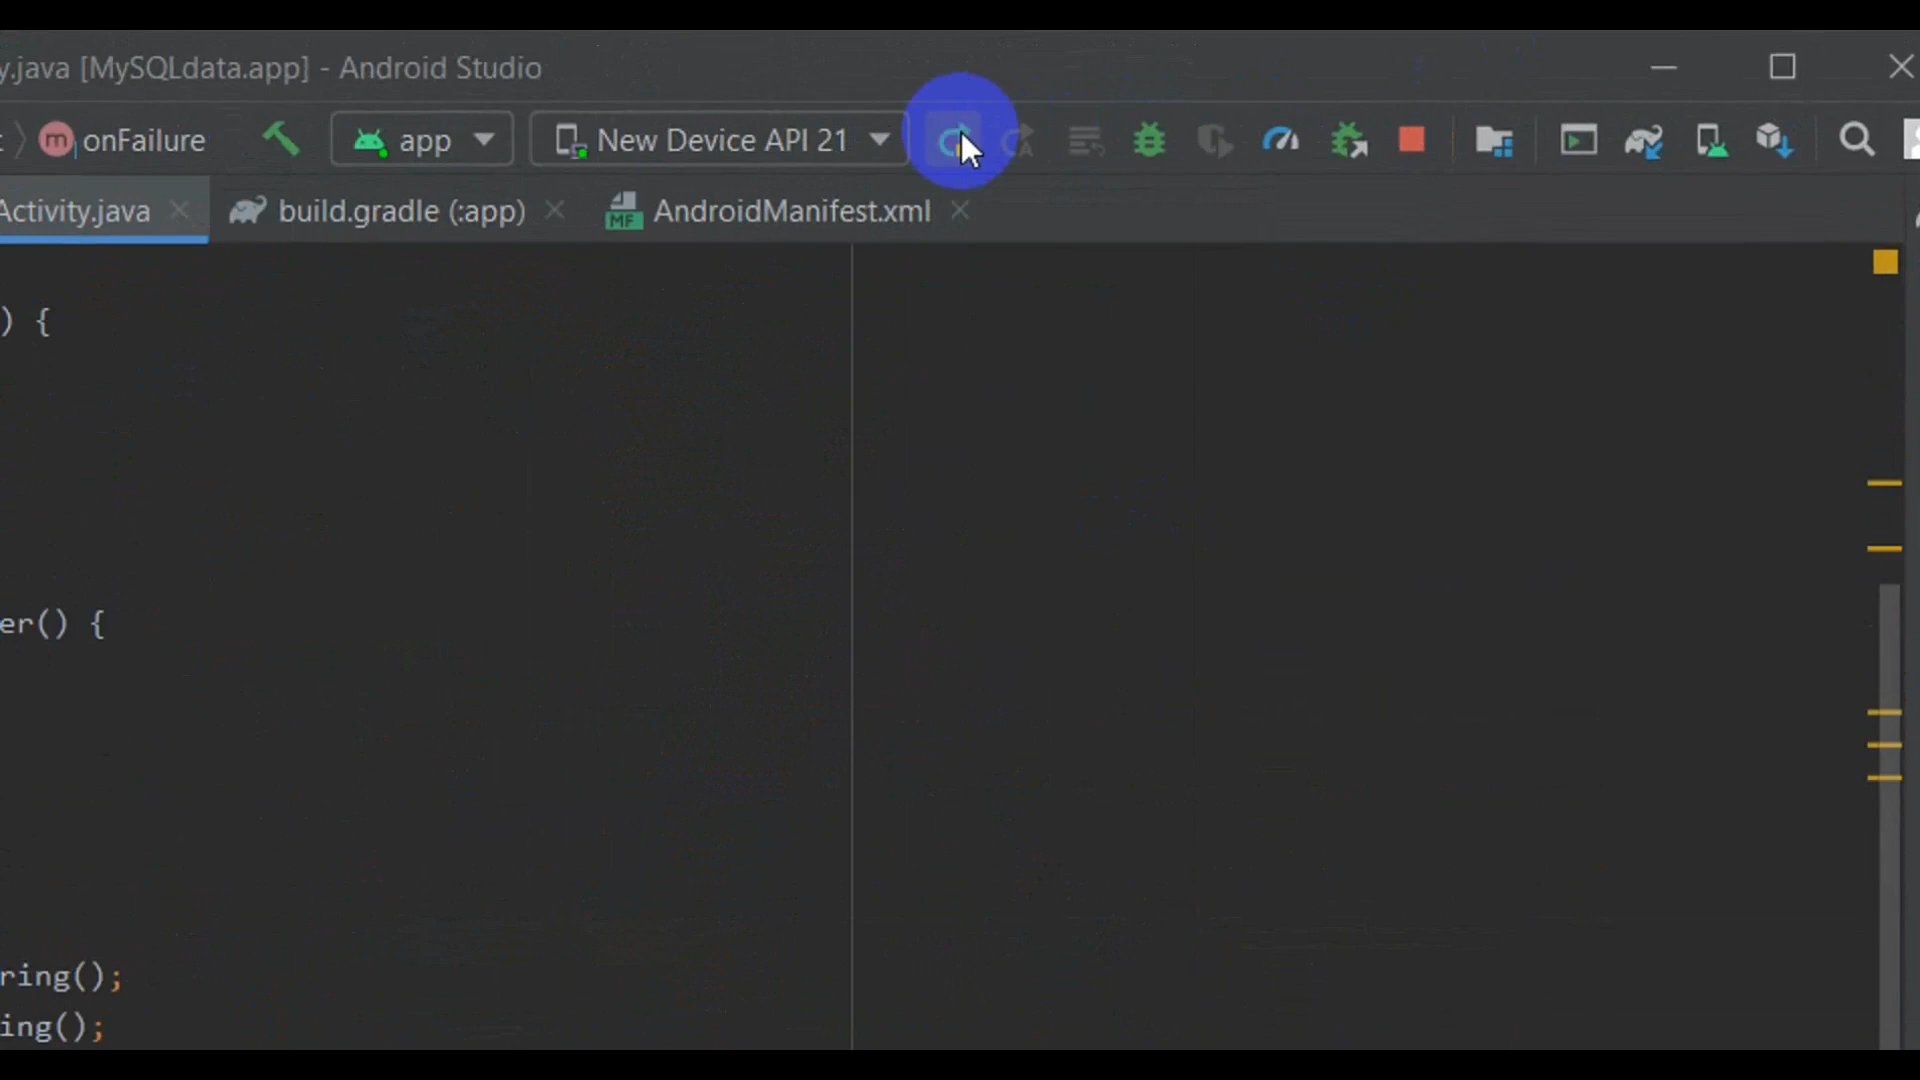 y.java [MySQLdata.app] - Android Studio
m onFailure app New Device API 21
Activity.java build.gradle (:app) MF AndroidManifest.xml
) {
er() {
ring();
ing();